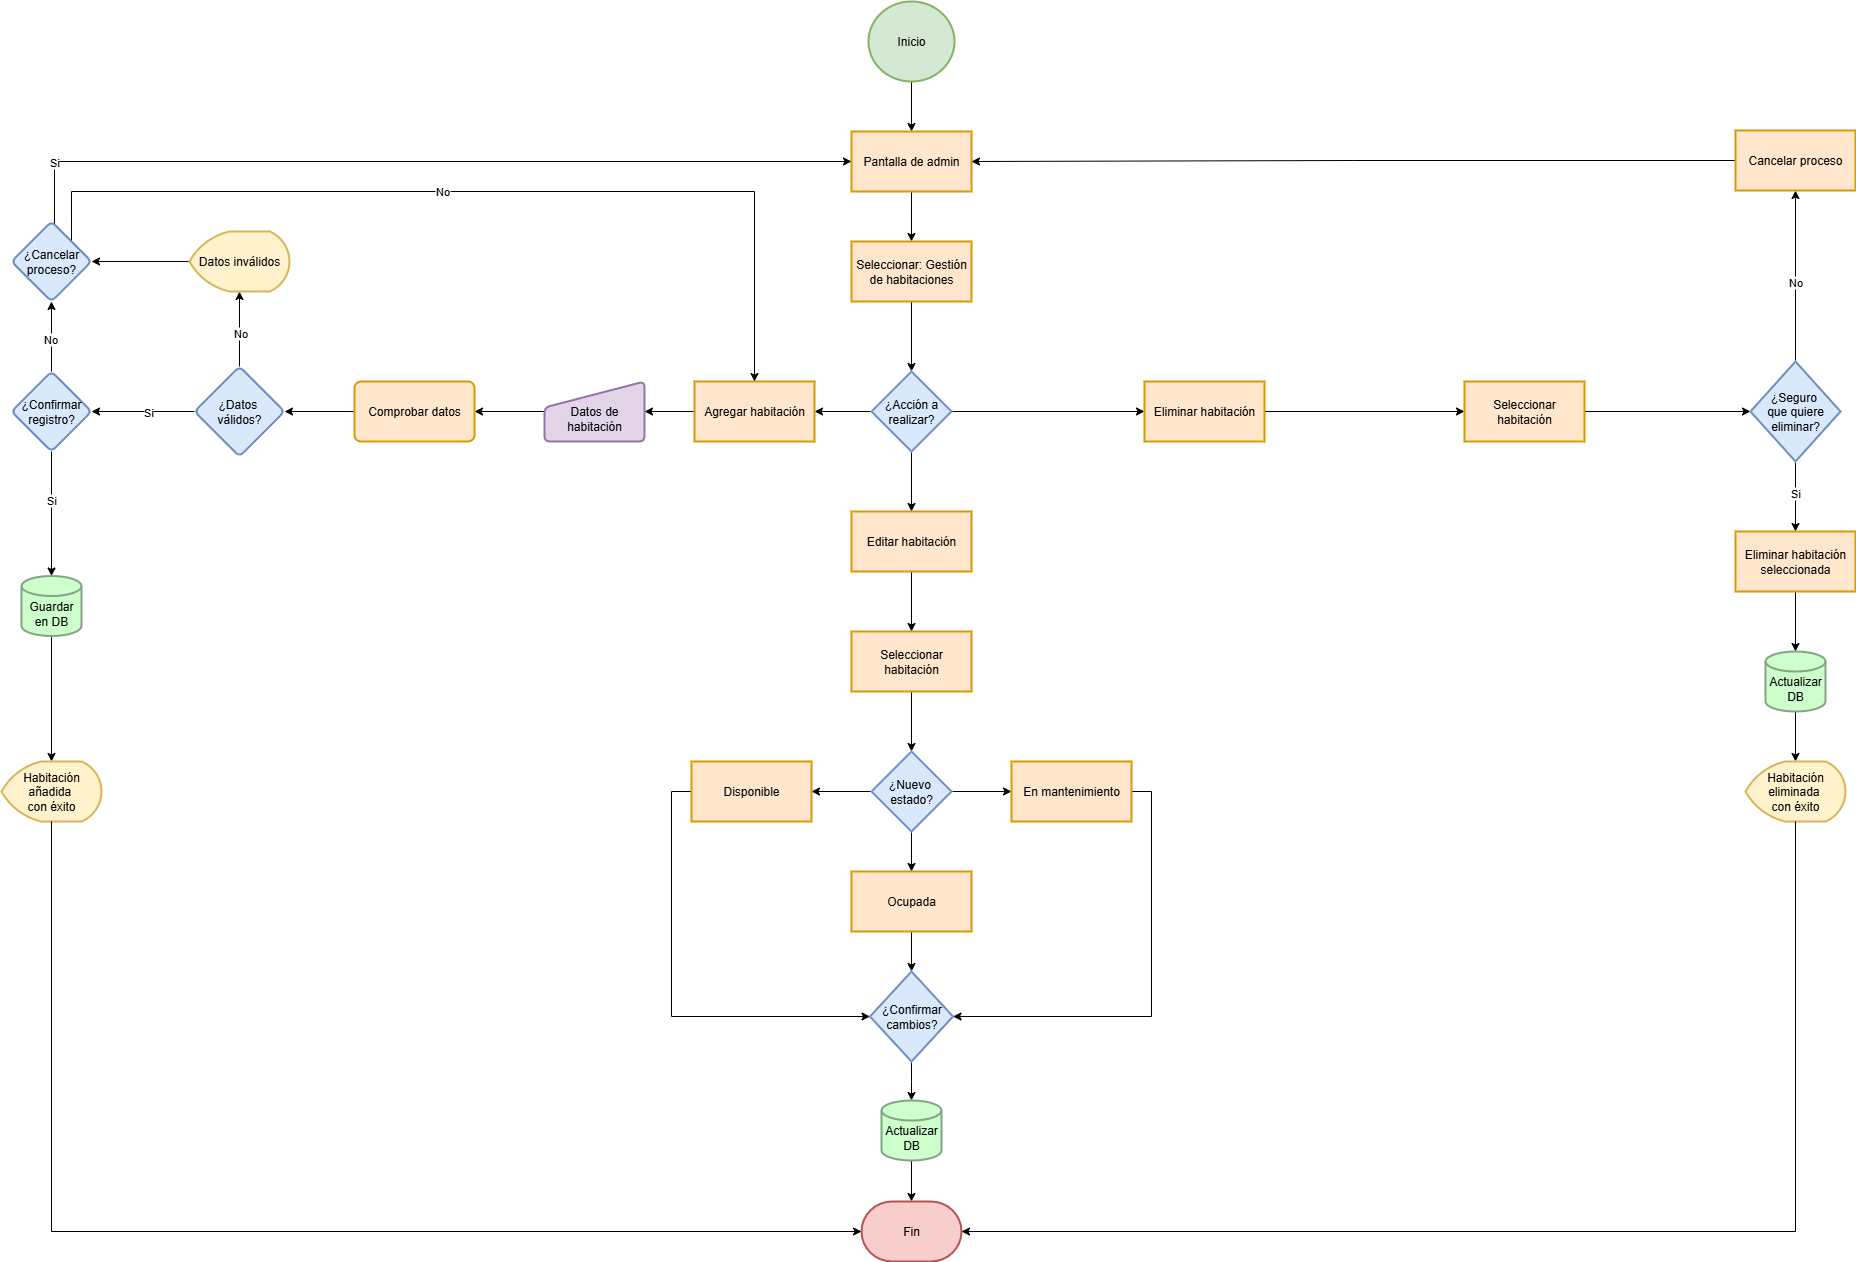 Inicio
Si
Pantalla de admin
Cancelar proceso
No
¿Cancelar
proceso?
Datos inválidos
Seleccionar: Gestión
de habitaciones
No
No
No
¿Confirmar
registro?
Si
¿Datos
válidos?
Comprobar datos
Datos de
habitación
Agregar habitación
¿Acción a
realizar?
Eliminar habitación
Seleccionar
habitación
¿Seguro
que quiere
eliminar?
Si
Si
Editar habitación
Eliminar habitación
seleccionada
Guardar
en DB
Seleccionar
habitación
Actualizar
DB
Habitación
añadida
con éxito
Disponible
¿Nuevo
estado?
En mantenimiento
Habitación
eliminada
con éxito
Ocupada
¿Confirmar
cambios?
Actualizar
DB
Fin